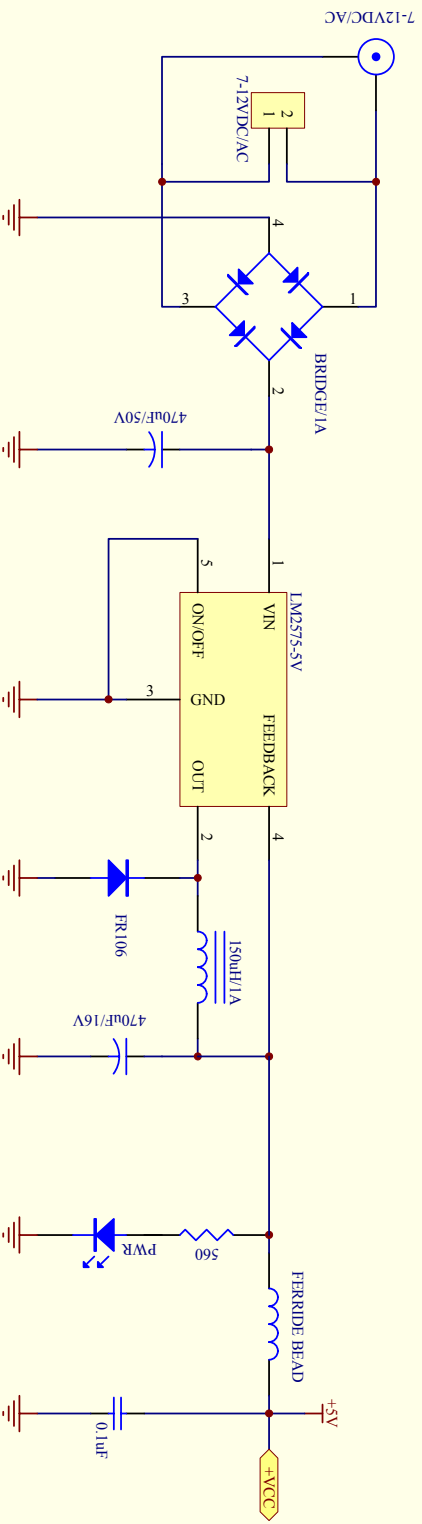 7-12VDC/AC
7-12VDC/AC
1 2
4
3
1
2
BRIDGE/1A
470uF/50V
LM2575-5V
1
VIN
5
ON/OFF
3
GND
FEEDBACK
4
OUT
2
FR106
150uH/1A
470uF/16V
560
PWR
FERRIDE BEAD
0.1uF
+5V
+VCC